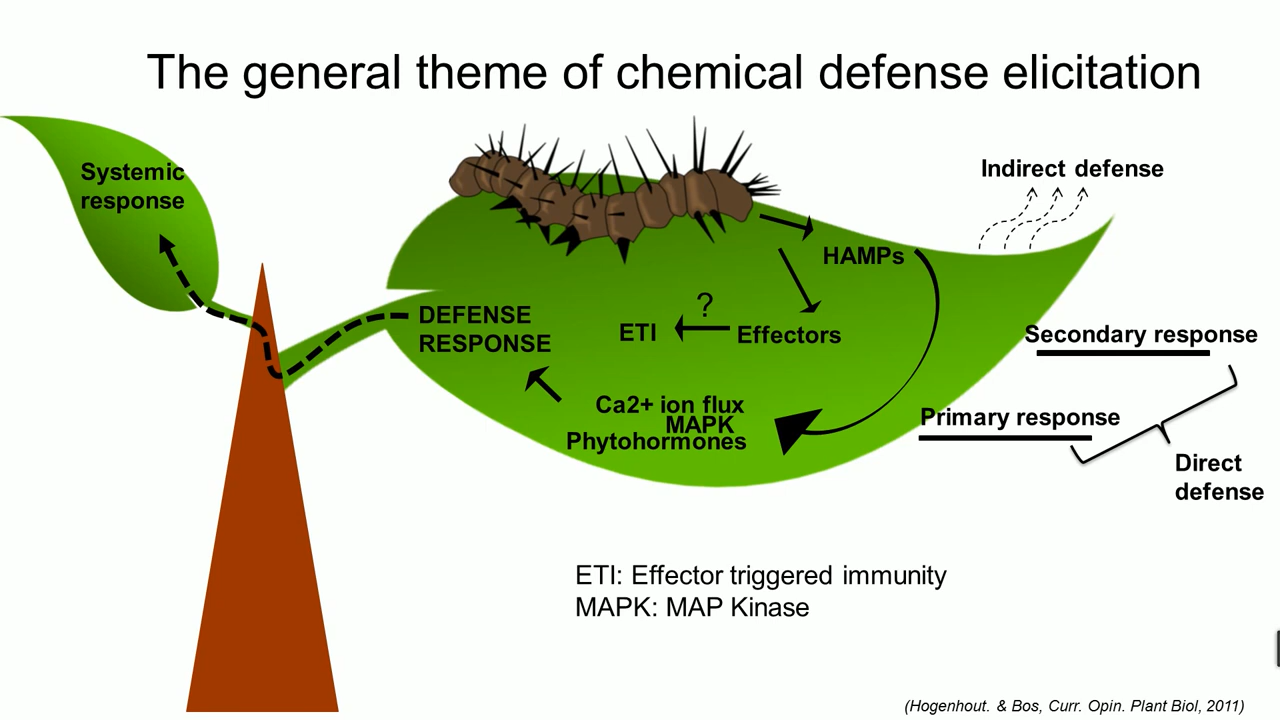 The general theme of chemical defense elicitation
Systemic
response
Indirect defense
HAMPs
DEFENSE
RESPONSE
?
ETI
Effectors
Secondary response
Ca2+ ion flux
MAPK
Phytohormones
Primary response
Direct
defense
ETI: Effector triggered immunity
MAPK: MAP Kinase
(Hogenhout. & Bos, Curr. Opin. Plant Biol, 2011)